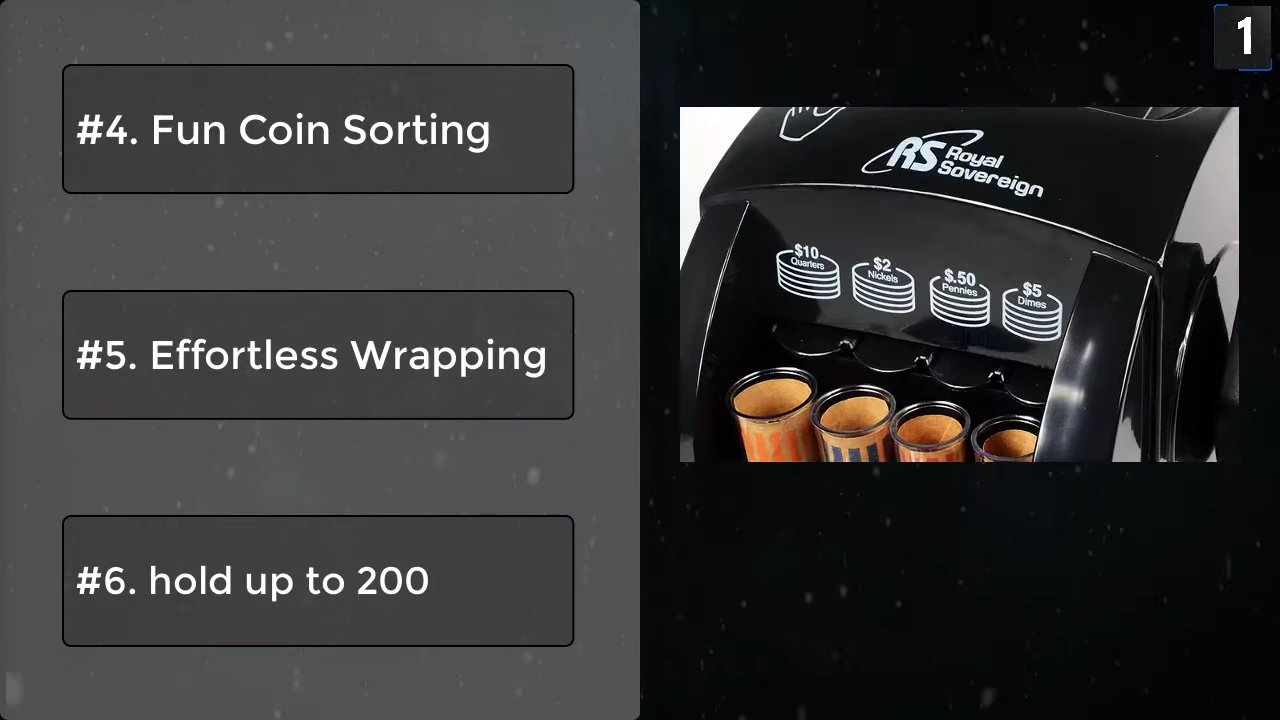 #4. Fun Coin Sorting
#5. Effortless Wrapping
#6. hold up to 200
1
RS Royal
Sovereign
$10
Quarters
$2
Nickels
$.50
Pennies
$5
Dimes